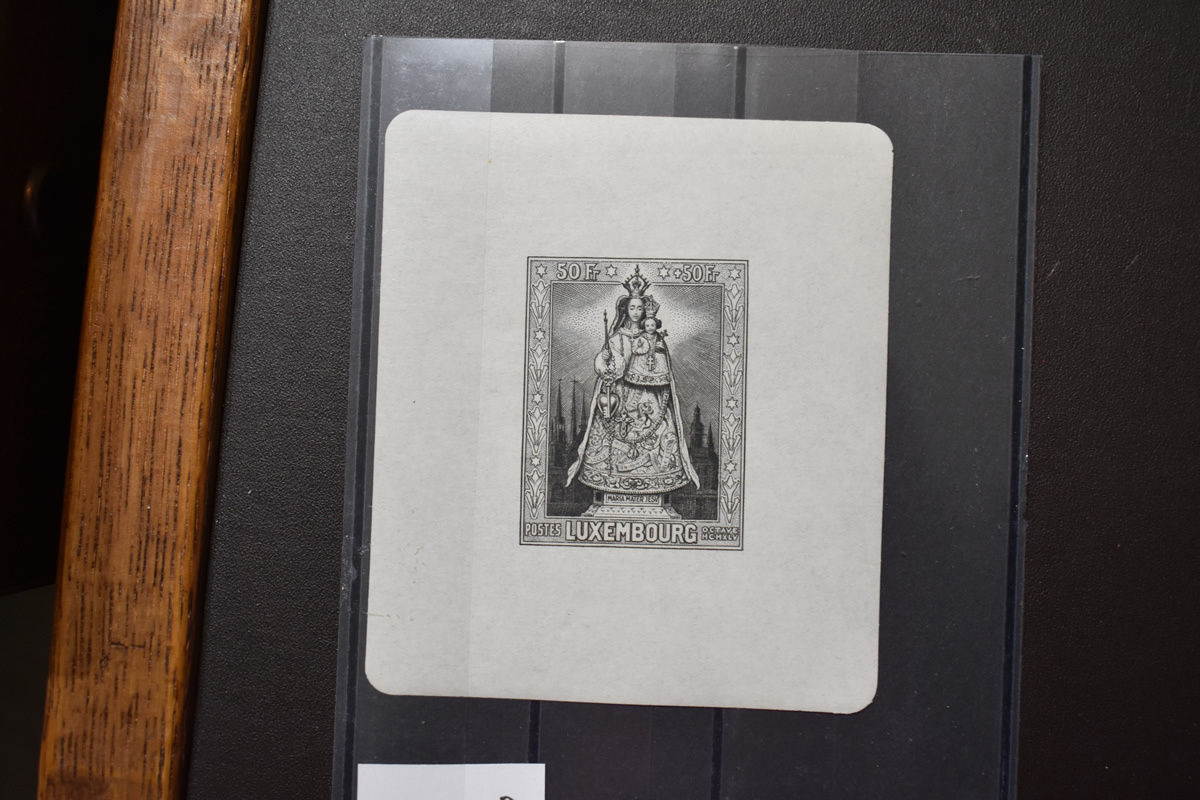 50 Fr +50 Fr
MARIA MATER JESU
POSTES LUXEMBOURG OCTAVE
MCMXLV